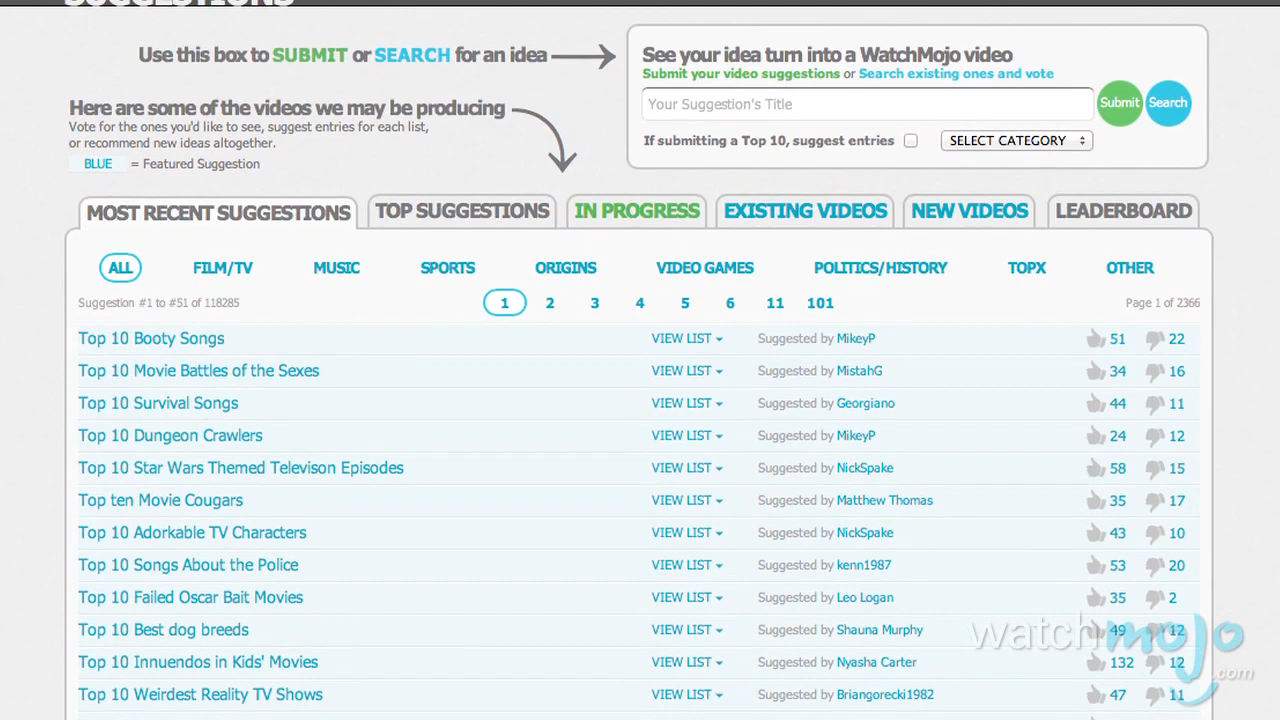 SUGGESTIONS
Use this box to SUBMIT or SEARCH for an idea
See your idea turn into a WatchMojo video
Submit your video suggestions or Search existing ones and vote
Your Suggestion's Title
Submit
Search
If submitting a Top 10, suggest entries
SELECT CATEGORY
Here are some of the videos we may be producing
Vote for the ones you'd like to see, suggest entries for each list,
or recommend new ideas altogether.
BLUE = Featured Suggestion
MOST RECENT SUGGESTIONS TOP SUGGESTIONS IN PROGRESS EXISTING VIDEOS NEW VIDEOS LEADERBOARD
ALL FILM/TV MUSIC SPORTS ORIGINS VIDEO GAMES POLITICS/HISTORY TOPX OTHER
Suggestion #1 to #51 of 118285 1 2 3 4 5 6 11 101 Page 1 of 2366
Top 10 Booty Songs VIEW LIST Suggested by MikeyP 51 22
Top 10 Movie Battles of the Sexes VIEW LIST Suggested by MistahG 34 16
Top 10 Survival Songs VIEW LIST Suggested by Georgiano 44 11
Top 10 Dungeon Crawlers VIEW LIST Suggested by MikeyP 24 12
Top 10 Star Wars Themed Televison Episodes VIEW LIST Suggested by NickSpake 58 15
Top ten Movie Cougars VIEW LIST Suggested by Matthew Thomas 35 17
Top 10 Adorkable TV Characters VIEW LIST Suggested by NickSpake 43 10
Top 10 Songs About the Police VIEW LIST Suggested by kenn1987 53 20
Top 10 Failed Oscar Bait Movies VIEW LIST Suggested by Leo Logan 35 2
Top 10 Best dog breeds VIEW LIST Suggested by Shauna Murphy 49 12
Top 10 Innuendos in Kids' Movies VIEW LIST Suggested by Nyasha Carter 132 12
Top 10 Weirdest Reality TV Shows VIEW LIST Suggested by Briangorecki1982 47 11
watchmojo
.com